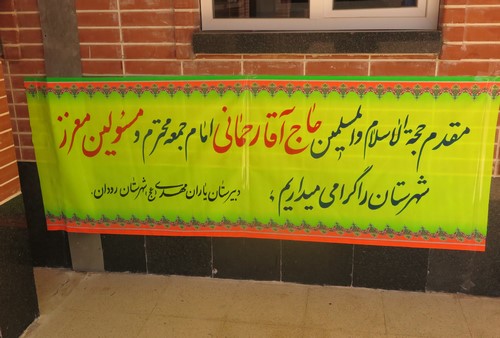 مقدم حجة الاسلام والمسلمین حاج آقا رحمانی امام جمعه محترم و مسئولین معزز
شهرستان را گرامی میداریم
دبیرستان یاران مهدی (عج) شهرستان رودان.